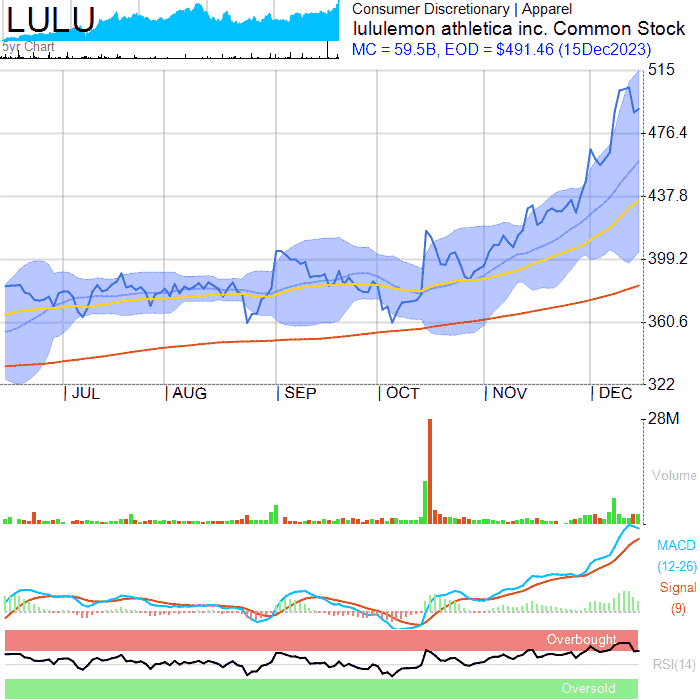 LULU
5yr Chart
Consumer Discretionary | Apparel
lululemon athletica inc. Common Stock
MC = 59.5B, EOD = $491.46 (15Dec2023)
515
476.4
437.8
399.2
360.6
322
JUL
AUG
SEP
OCT
NOV
DEC
28M
Volume
MACD
(12-26)
Signal
(9)
Overbought
RSI(14)
Oversold